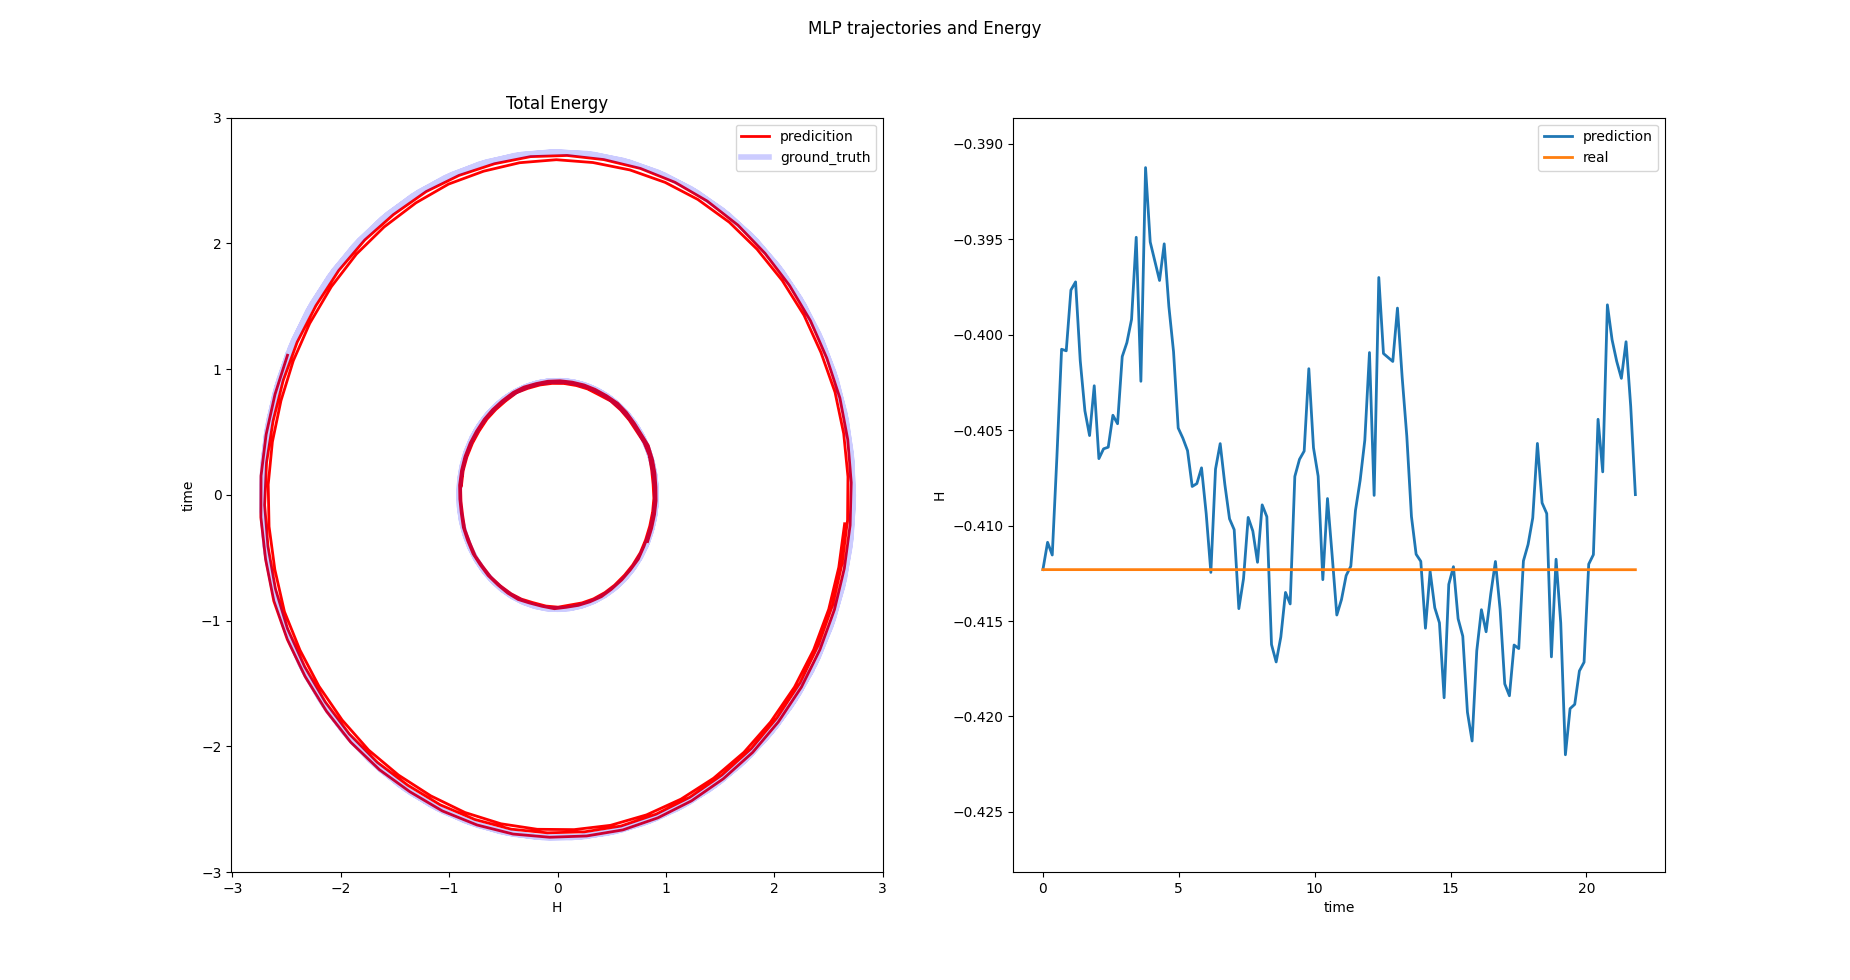 MLP trajectories and Energy
Total Energy
predicition
ground_truth
3
2
1
0
−1
−2
−3
time
−3
−2
−1
0
1
2
3
H
prediction
real
−0.390
−0.395
−0.400
−0.405
−0.410
−0.415
−0.420
−0.425
H
0
5
10
15
20
time